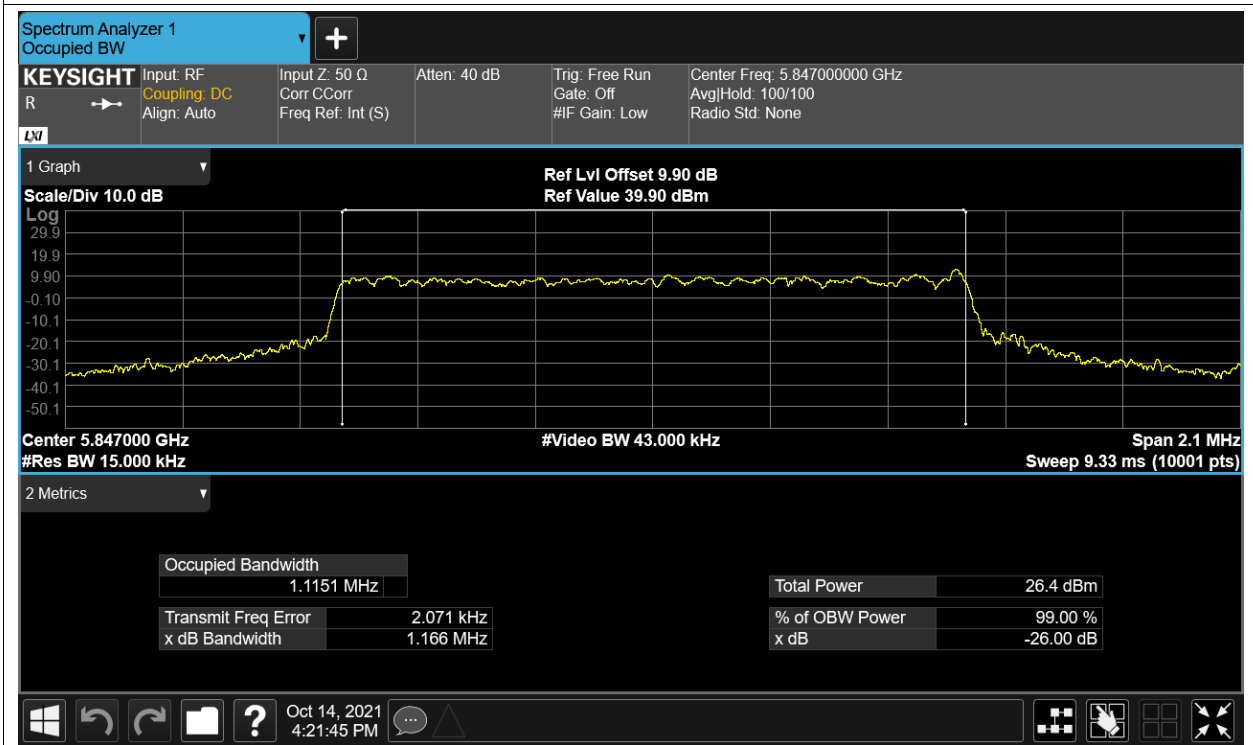 Spectrum Analyzer 1
Occupied BW
KEYSIGHT
R
LXI
Input: RF
Coupling: DC
Align: Auto
Input Z: 50 Ω
Corr CCorr
Freq Ref: Int (S)
Atten: 40 dB
Trig: Free Run
Gate: Off
#IF Gain: Low
Center Freq: 5.847000000 GHz
Avg|Hold: 100/100
Radio Std: None
1 Graph
Scale/Div 10.0 dB
Ref Lvl Offset 9.90 dB
Ref Value 39.90 dBm
Log
29.9
19.9
9.90
-0.10
-10.1
-20.1
-30.1
-40.1
-50.1
Center 5.847000 GHz
#Video BW 43.000 kHz
Span 2.1 MHz
#Res BW 15.000 kHz
Sweep 9.33 ms (10001 pts)
2 Metrics
Occupied Bandwidth
1.1151 MHz
Transmit Freq Error 2.071 kHz
x dB Bandwidth 1.166 MHz
Total Power 26.4 dBm
% of OBW Power 99.00 %
x dB -26.00 dB
?
Oct 14, 2021
4:21:45 PM